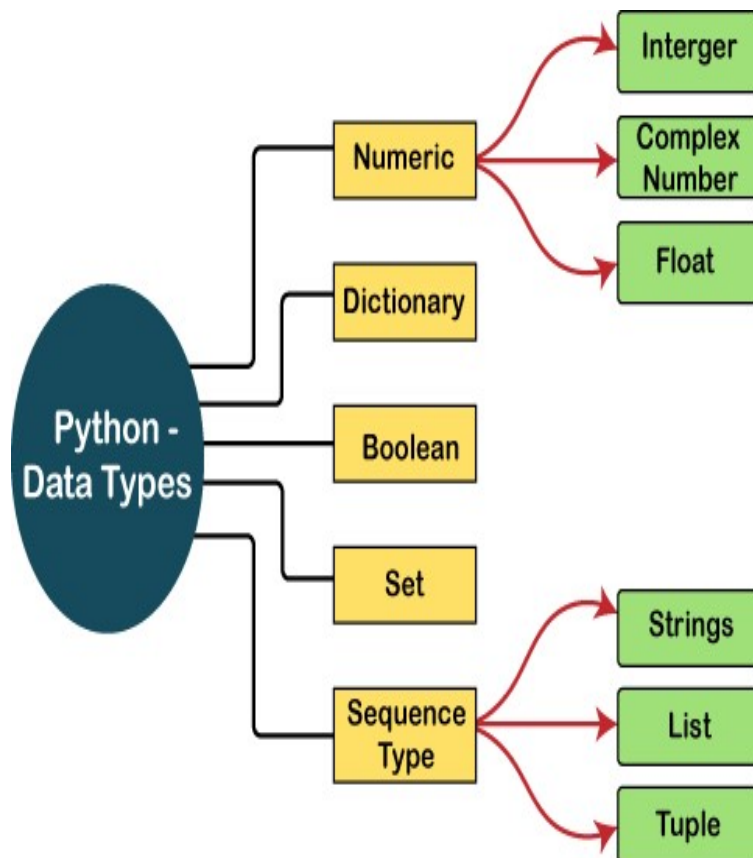 Python -
Data Types
Numeric
Dictionary
Boolean
Set
Sequence
Type
Interger
Complex
Number
Float
Strings
List
Tuple